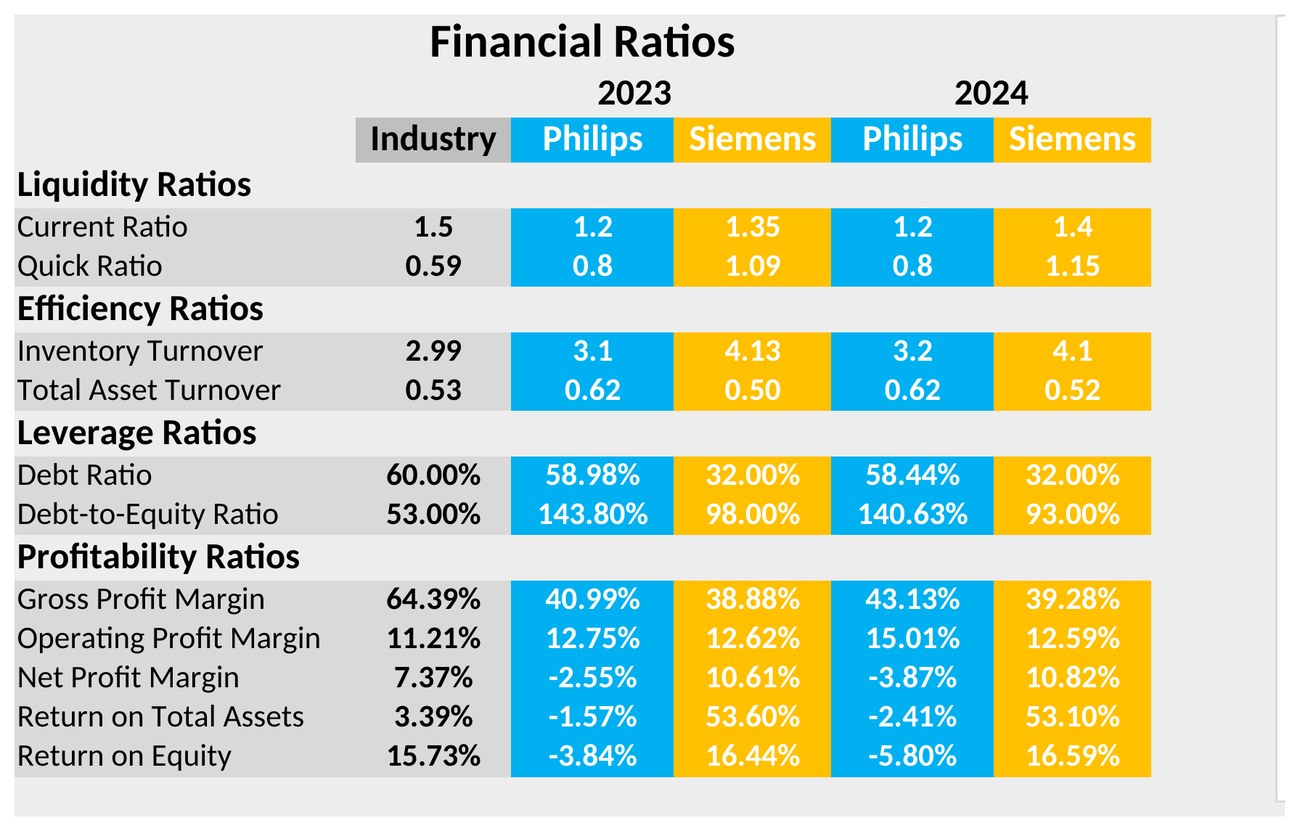 Financial Ratios
2023 2024
Industry Philips Siemens Philips Siemens
Liquidity Ratios
Current Ratio 1.5 1.2 1.35 1.2 1.4
Quick Ratio 0.59 0.8 1.09 0.8 1.15
Efficiency Ratios
Inventory Turnover 2.99 3.1 4.13 3.2 4.1
Total Asset Turnover 0.53 0.62 0.50 0.62 0.52
Leverage Ratios
Debt Ratio 60.00% 58.98% 32.00% 58.44% 32.00%
Debt-to-Equity Ratio 53.00% 143.80% 98.00% 140.63% 93.00%
Profitability Ratios
Gross Profit Margin 64.39% 40.99% 38.88% 43.13% 39.28%
Operating Profit Margin 11.21% 12.75% 12.62% 15.01% 12.59%
Net Profit Margin 7.37% -2.55% 10.61% -3.87% 10.82%
Return on Total Assets 3.39% -1.57% 53.60% -2.41% 53.10%
Return on Equity 15.73% -3.84% 16.44% -5.80% 16.59%